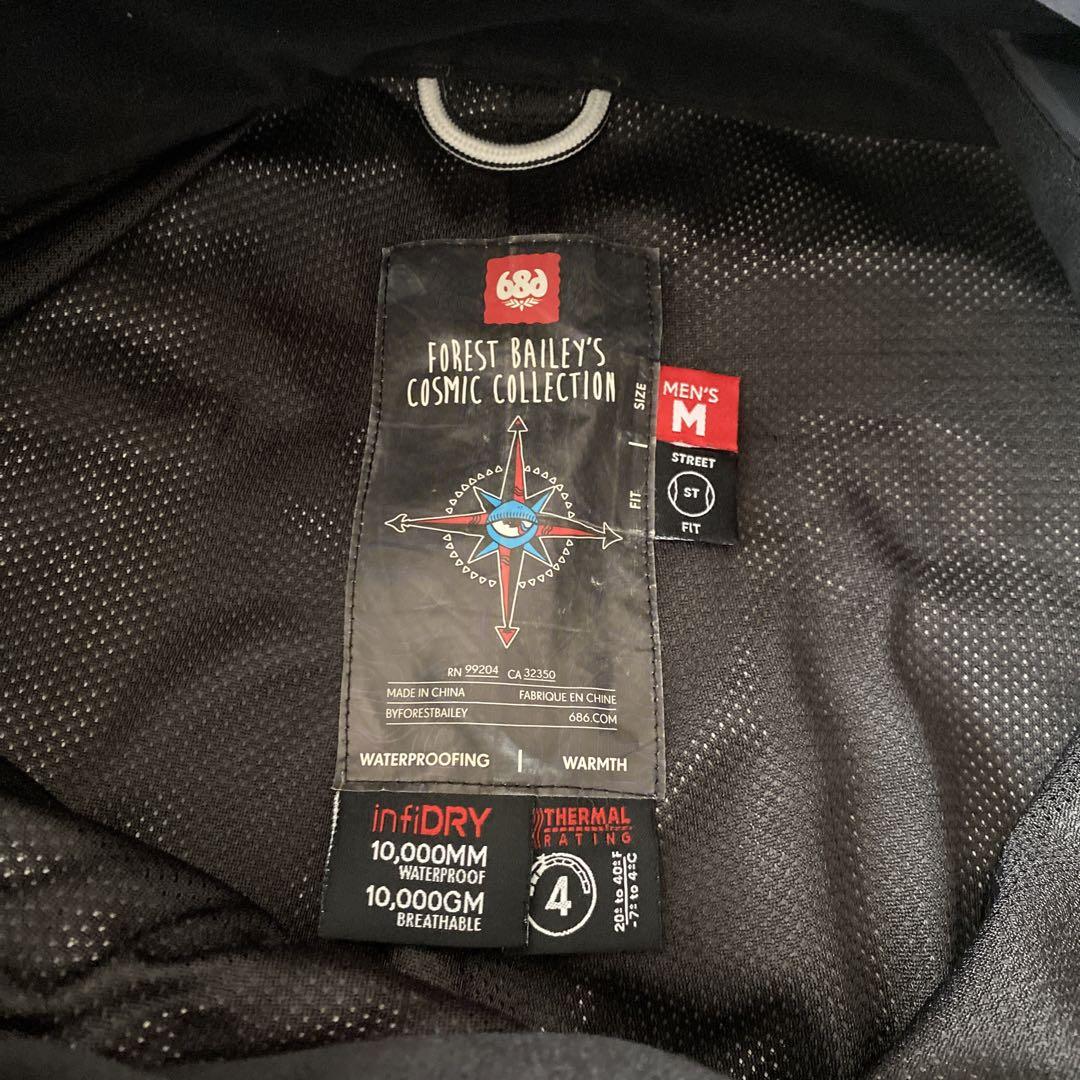 686
FOREST BAILEY'S
COSMIC COLLECTION
SIZE
|
FIT
MEN'S
M
STREET
ST
FIT
RN 99204 CA 32350
MADE IN CHINA FABRIQUE EN CHINE
BYFORESTBAILEY 686.COM
WATERPROOFING | WARMTH
infiDRY
10,000MM
WATERPROOF
10,000GM
BREATHABLE
THERMAL
RATING
4
20° to 40° F
-7° to 4° C